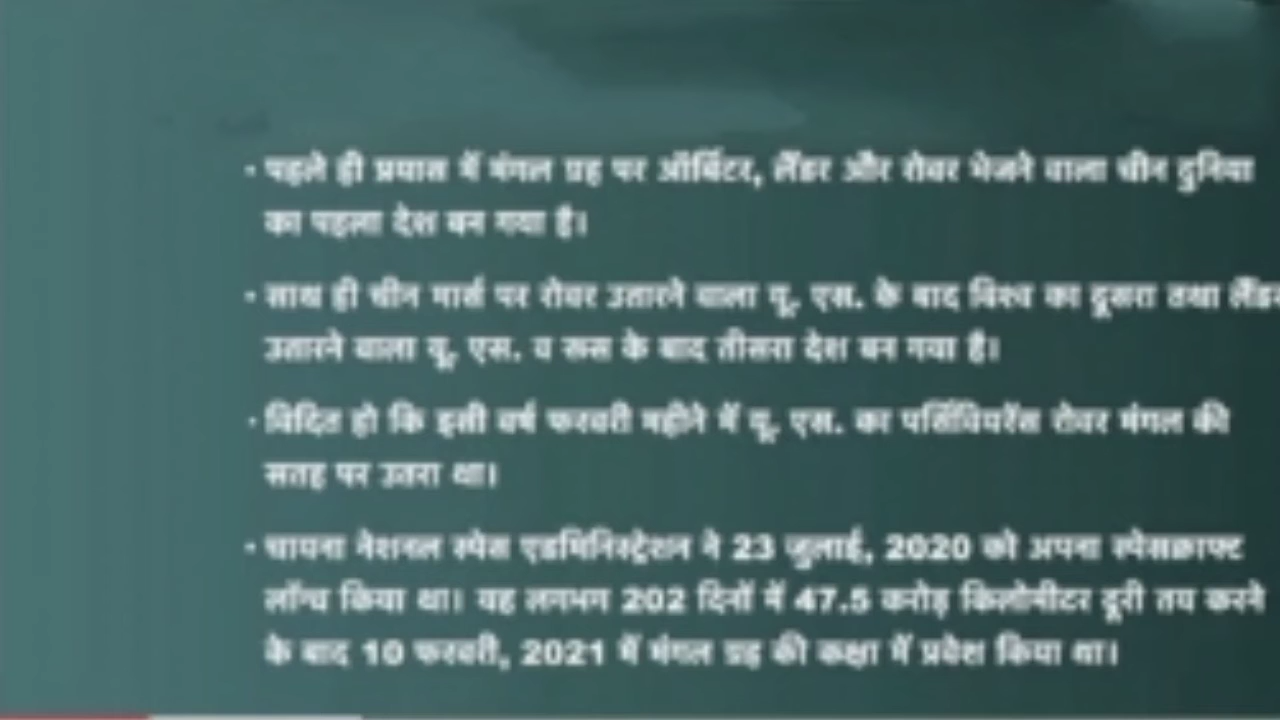 · पहले ही प्रयास में मंगल ग्रह पर ऑर्बिटर, लैंडर और रोवर भेजने वाला चीन दुनिया
का पहला देश बन गया है।
· साथ ही चीन मार्स पर रोवर उतारने वाला यू. एस. के बाद विश्व का दूसरा तथा लैंडर
उतारने वाला यू. एस. व रूस के बाद तीसरा देश बन गया है।
· विदित हो कि इसी वर्ष फरवरी महीने में यू. एस. का पर्सिवियरेंस रोवर मंगल की
सतह पर उतरा था।
· चायना नेशनल स्पेस एडमिनिस्ट्रेशन ने 23 जुलाई, 2020 को अपना स्पेसक्राफ्ट
लॉन्च किया था। यह लगभग 202 दिनों में 47.5 करोड़ किलोमीटर दूरी तय करने
के बाद 10 फरवरी, 2021 में मंगल ग्रह की कक्षा में प्रवेश किया था।